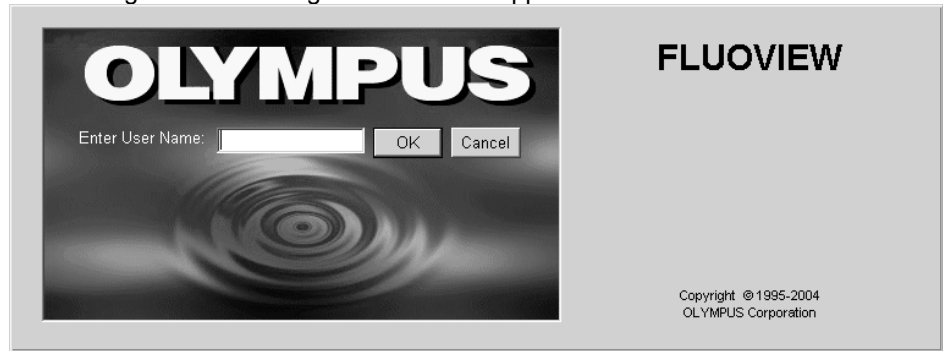 OLYMPUS
Enter User Name:
OK
Cancel
FLUOVIEW
Copyright ©1995-2004
OLYMPUS Corporation